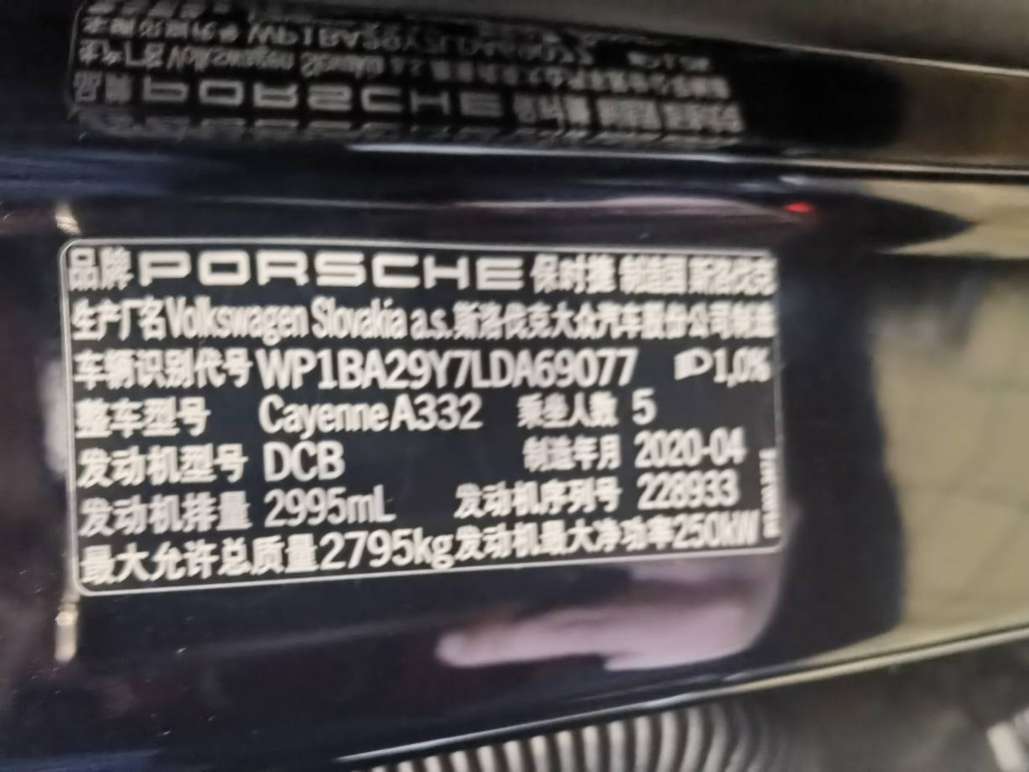 品牌 PORSCHE 保时捷 制造国 斯洛伐克
生产厂名 Volkswagen Slovakia a.s. 斯洛伐克大众汽车股份公司制造
车辆识别代号 WP1BA29Y7LDA69077 1,0%
整车型号 Cayenne A332 乘坐人数 5
发动机型号 DCB 制造年月 2020-04
发动机排量 2995mL 发动机序列号 228933
最大允许总质量 2795kg 发动机最大净功率 250kW